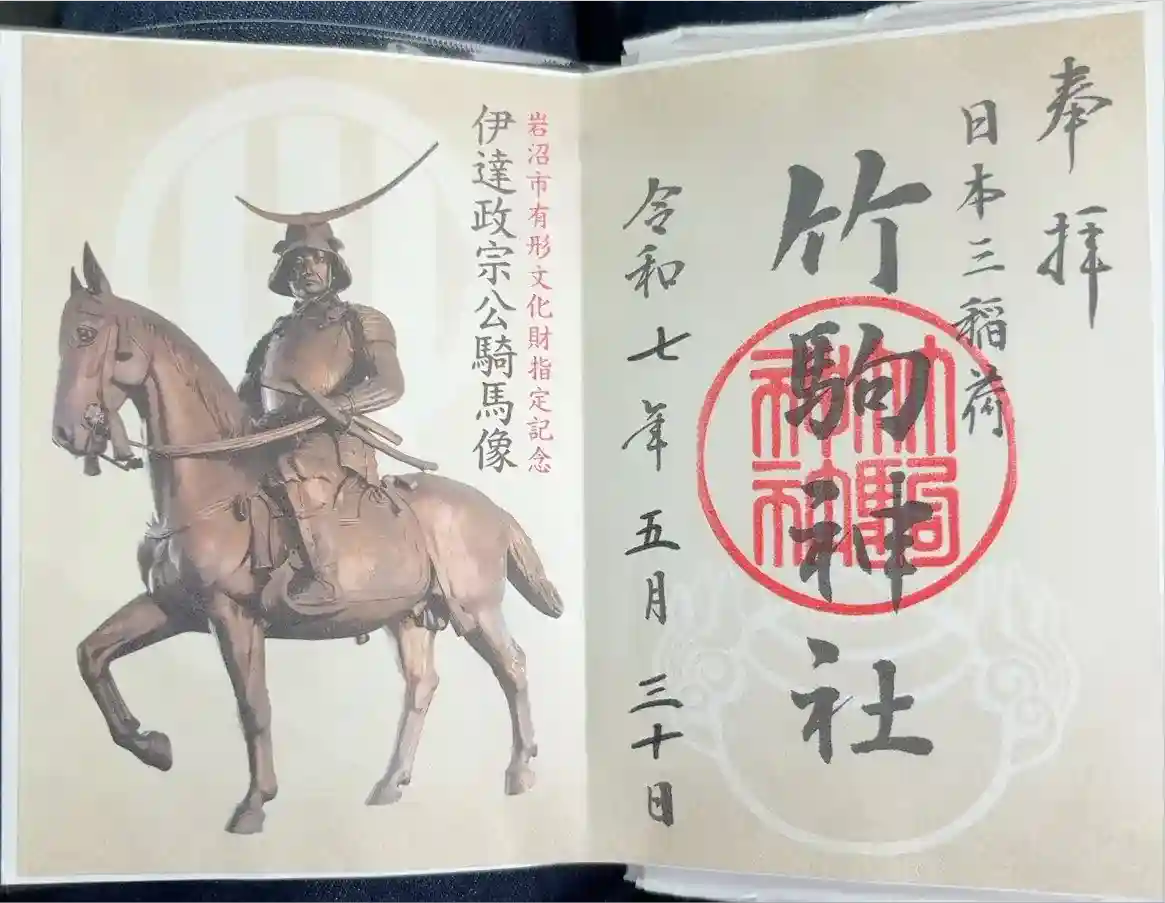 奉拝
日本三稲荷
竹駒神社
竹駒神社
令和七年五月三十日
岩沼市有形文化財指定記念
伊達政宗公騎馬像